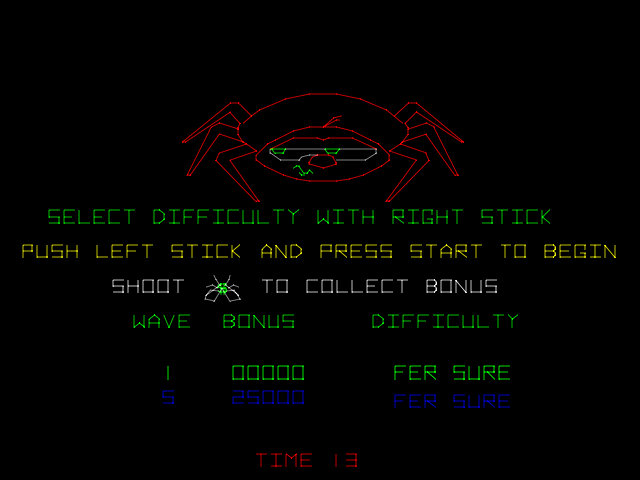 SELECT DIFFICULTY WITH RIGHT STICK
PUSH LEFT STICK AND PRESS START TO BEGIN
SHOOT TO COLLECT BONUS
WAVE BONUS DIFFICULTY
1 00000 FER SURE
5 25000 FER SURE
TIME 13